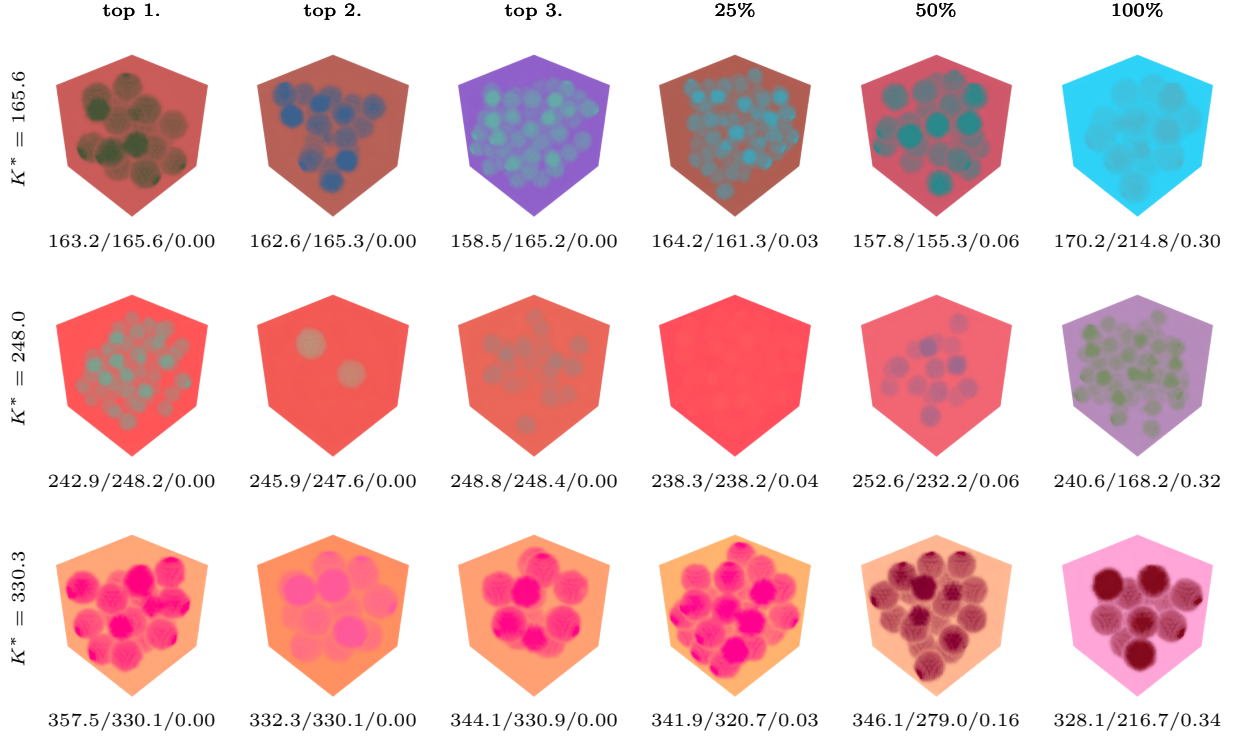 top 1. top 2. top 3. 25% 50% 100%
K* = 165.6
163.2/165.6/0.00 162.6/165.3/0.00 158.5/165.2/0.00 164.2/161.3/0.03 157.8/155.3/0.06 170.2/214.8/0.30
K* = 248.0
242.9/248.2/0.00 245.9/247.6/0.00 248.8/248.4/0.00 238.3/238.2/0.04 252.6/232.2/0.06 240.6/168.2/0.32
K* = 330.3
357.5/330.1/0.00 332.3/330.1/0.00 344.1/330.9/0.00 341.9/320.7/0.03 346.1/279.0/0.16 328.1/216.7/0.34